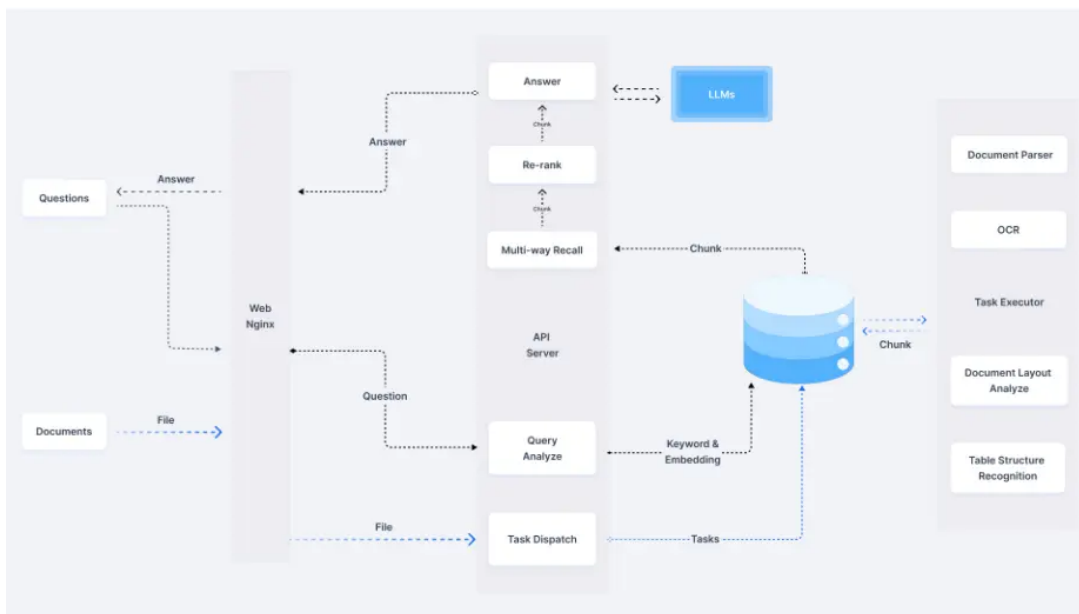 Answer
LLMs
Chunk
Answer
Re-rank
Document Parser
Answer
Questions
Chunk
OCR
Multi-way Recall
Chunk
Web
Nginx
Task Executor
API
Server
Chunk
Document Layout
Analyze
Question
File
Documents
Query
Analyze
Keyword &
Embedding
Table Structure
Recognition
File
Task Dispatch
Tasks